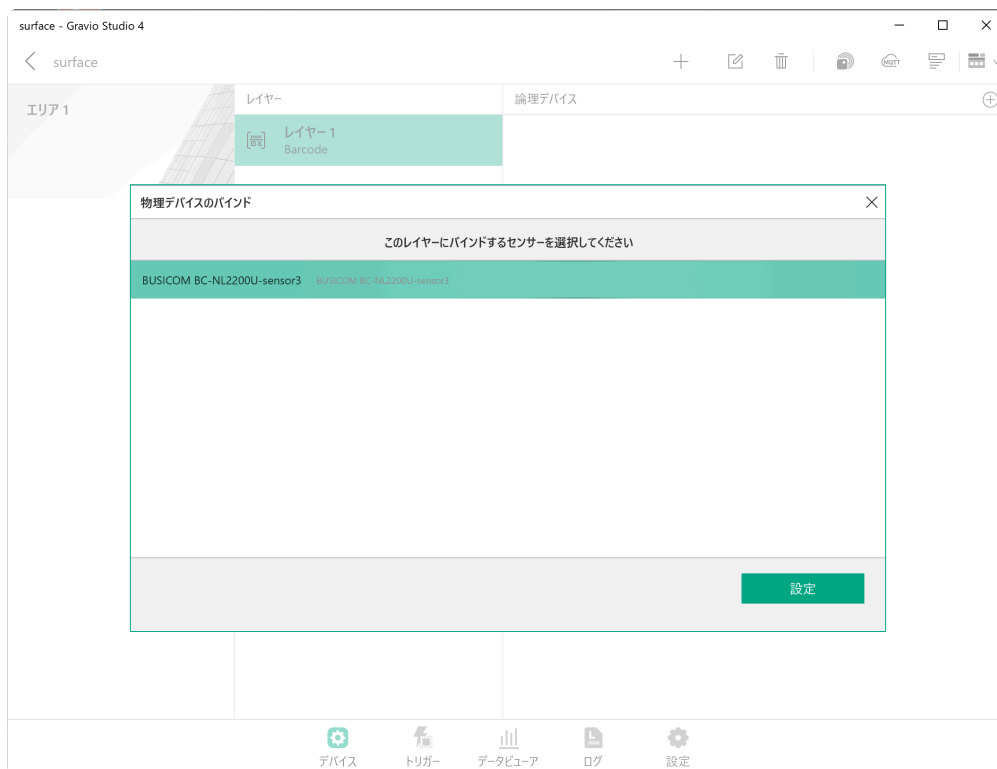 surface - Gravio Studio 4
surface
MQTT
エリア 1
レイヤー
論理デバイス
レイヤー 1
Barcode
物理デバイスのバインド
このレイヤーにバインドするセンサーを選択してください
BUSICOM BC-NL2200U-sensor3 BUSICOM BC-NL2200U-sensor3
設定
デバイス
トリガー
データビューア
ログ
設定